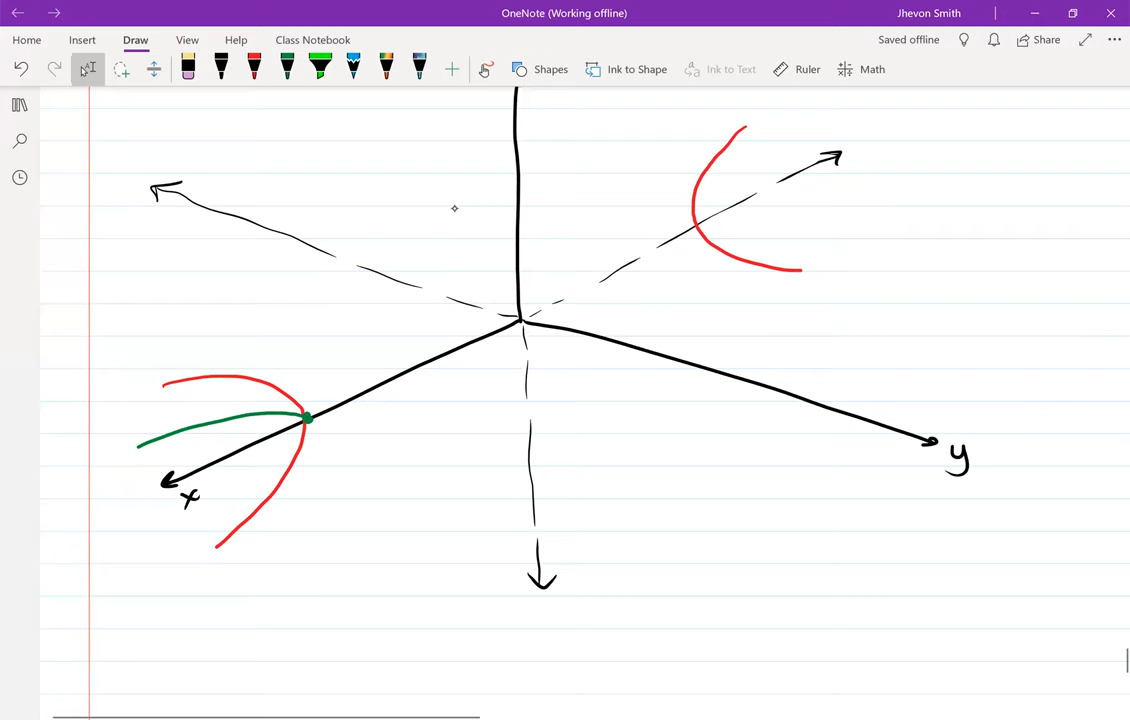 OneNote (Working offline)
Jhevon Smith
Home Insert Draw View Help Class Notebook
Saved offline Share
Shapes Ink to Shape Ink to Text Ruler Math
y
x